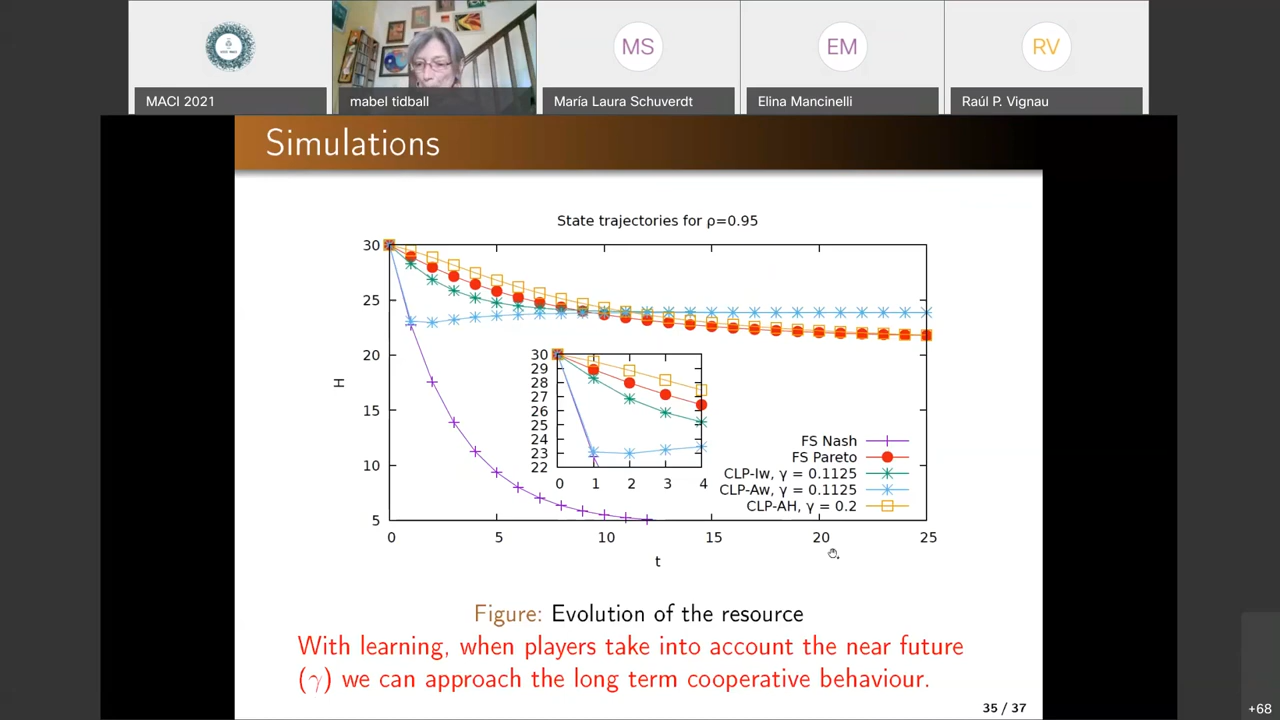 MACI 2021
mabel tidball
MS
María Laura Schuverdt
EM
Elina Mancinelli
RV
Raúl P. Vignau
Simulations
State trajectories for ρ=0.95
30
25
20
15
10
5
H
0
5
10
15
20
25
t
30
29
28
27
26
25
24
23
22
0
1
2
3
4
FS Nash
FS Pareto
CLP-Iw, γ = 0.1125
CLP-Aw, γ = 0.1125
CLP-AH, γ = 0.2
Figure: Evolution of the resource
With learning, when players take into account the near future
(γ) we can approach the long term cooperative behaviour.
35 / 37
+68